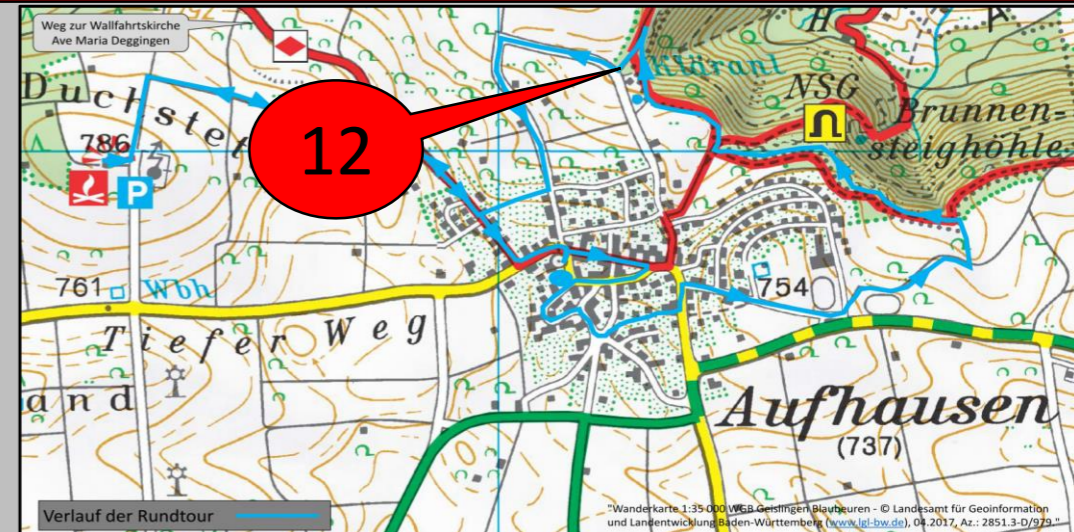 Weg zur Wallfahrtskirche
Ave Maria Deggingen
H
Kläranl
NSG
Duchstet
786
Brunnen-
steighöhle
12
P
761
Wbh
754
Tiefer Weg
and
Aufhausen
(737)
Verlauf der Rundtour
"Wanderkarte 1:35 000 WGB Geislingen Blaubeuren - © Landesamt für Geoinformation
und Landentwicklung Baden-Württemberg (www.lgl-bw.de), 04.2017, Az.: 2851.3-D/979."